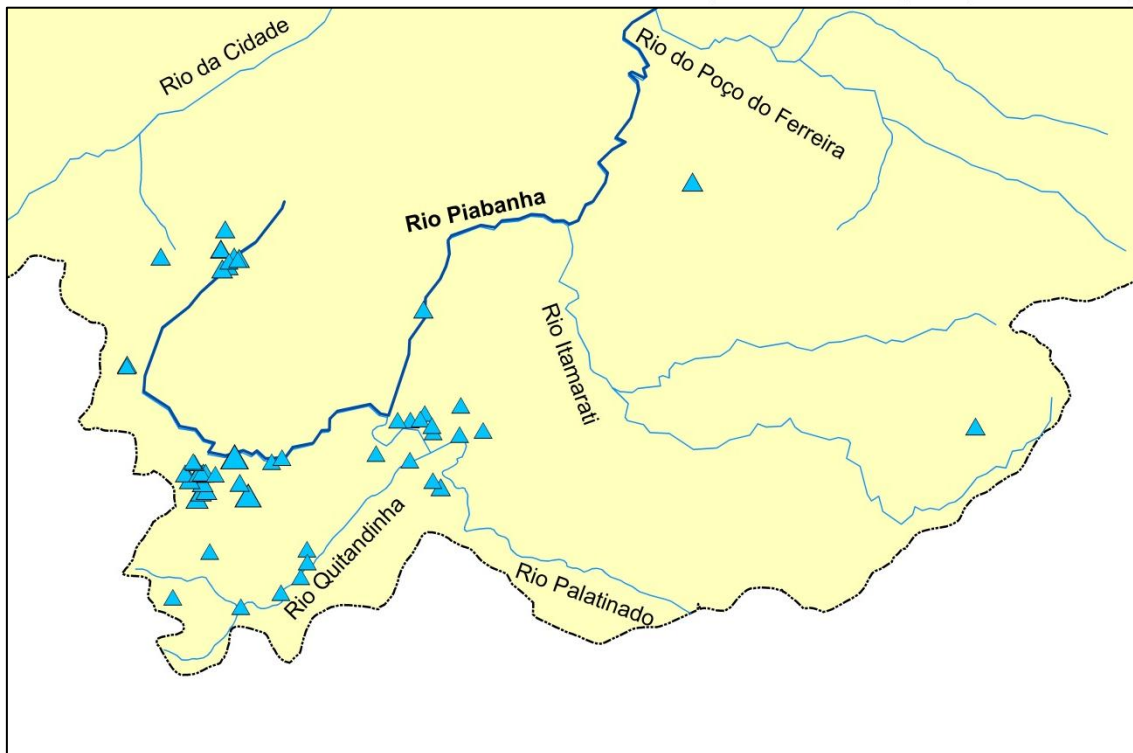 Rio da Cidade
Rio do Poço do Ferreira
Rio Piabanha
Rio Itamarati
Rio Quitandinha
Rio Palatinado